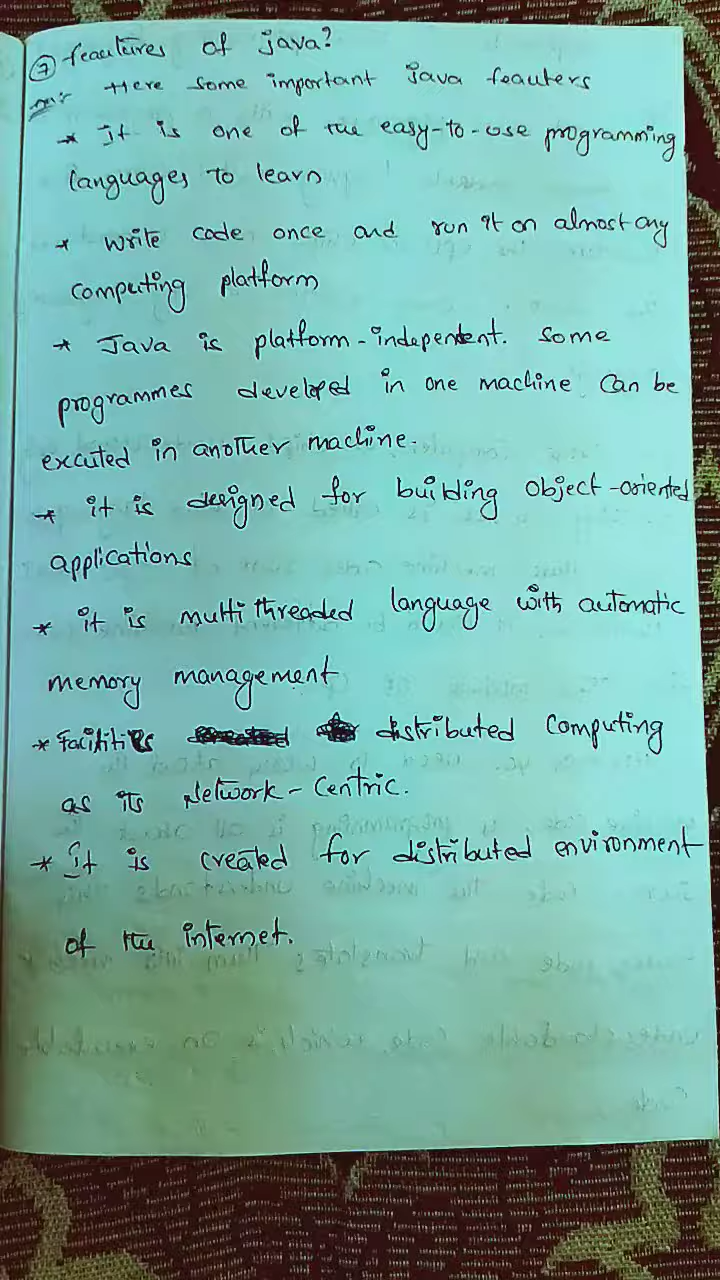 ⑦ feautures of java?
Ans:- Here some important java feauters
* It is one of the easy-to-use programming
languages to learn
* write code once and run it on almost any
computing platform
* Java is platform-independent. some
programmes developed in one machine can be
excuted in another machine.
* it is designed for building object-oriented
applications
* it is multithreaded language with automatic
memory management
* Facilities distributed computing
as its Network-Centric.
* It is created for distributed environment
of the internet.